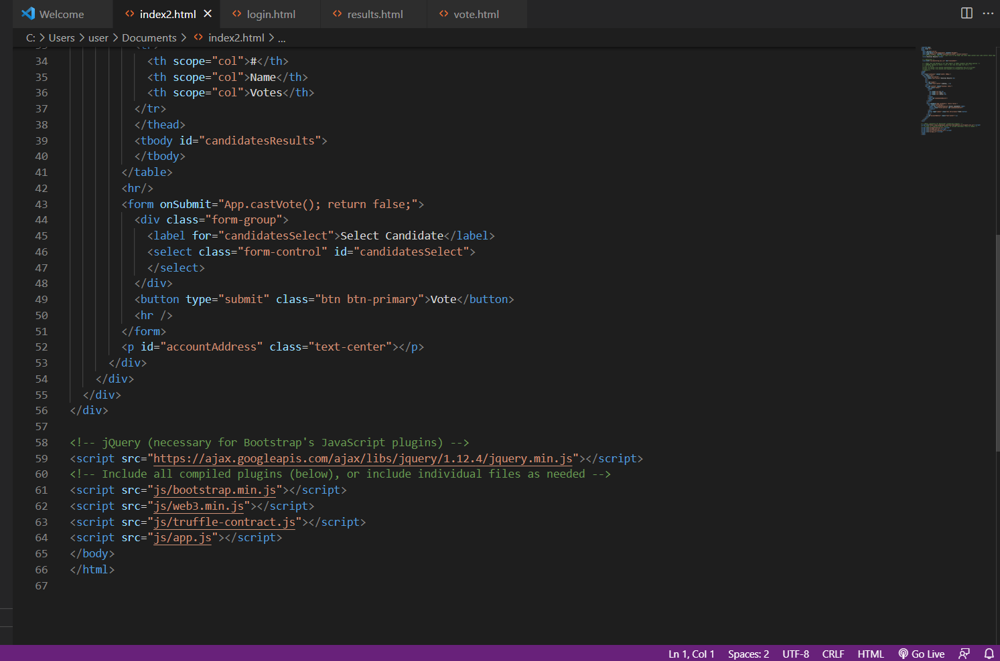 Welcome index2.html login.html results.html vote.html
C: > Users > user > Documents > index2.html > ...
33 <tr>
34 <th scope="col">#</th>
35 <th scope="col">Name</th>
36 <th scope="col">Votes</th>
37 </tr>
38 </thead>
39 <tbody id="candidatesResults">
40 </tbody>
41 </table>
42 <hr/>
43 <form onSubmit="App.castVote(); return false;">
44 <div class="form-group">
45 <label for="candidatesSelect">Select Candidate</label>
46 <select class="form-control" id="candidatesSelect">
47 </select>
48 </div>
49 <button type="submit" class="btn btn-primary">Vote</button>
50 <hr />
51 </form>
52 <p id="accountAddress" class="text-center"></p>
53 </div>
54 </div>
55 </div>
56 </div>
57
58 <!-- jQuery (necessary for Bootstrap's JavaScript plugins) -->
59 <script src="https://ajax.googleapis.com/ajax/libs/jquery/1.12.4/jquery.min.js"></script>
60 <!-- Include all compiled plugins (below), or include individual files as needed -->
61 <script src="js/bootstrap.min.js"></script>
62 <script src="js/web3.min.js"></script>
63 <script src="js/truffle-contract.js"></script>
64 <script src="js/app.js"></script>
65 </body>
66 </html>
67
Ln 1, Col 1 Spaces: 2 UTF-8 CRLF HTML Go Live